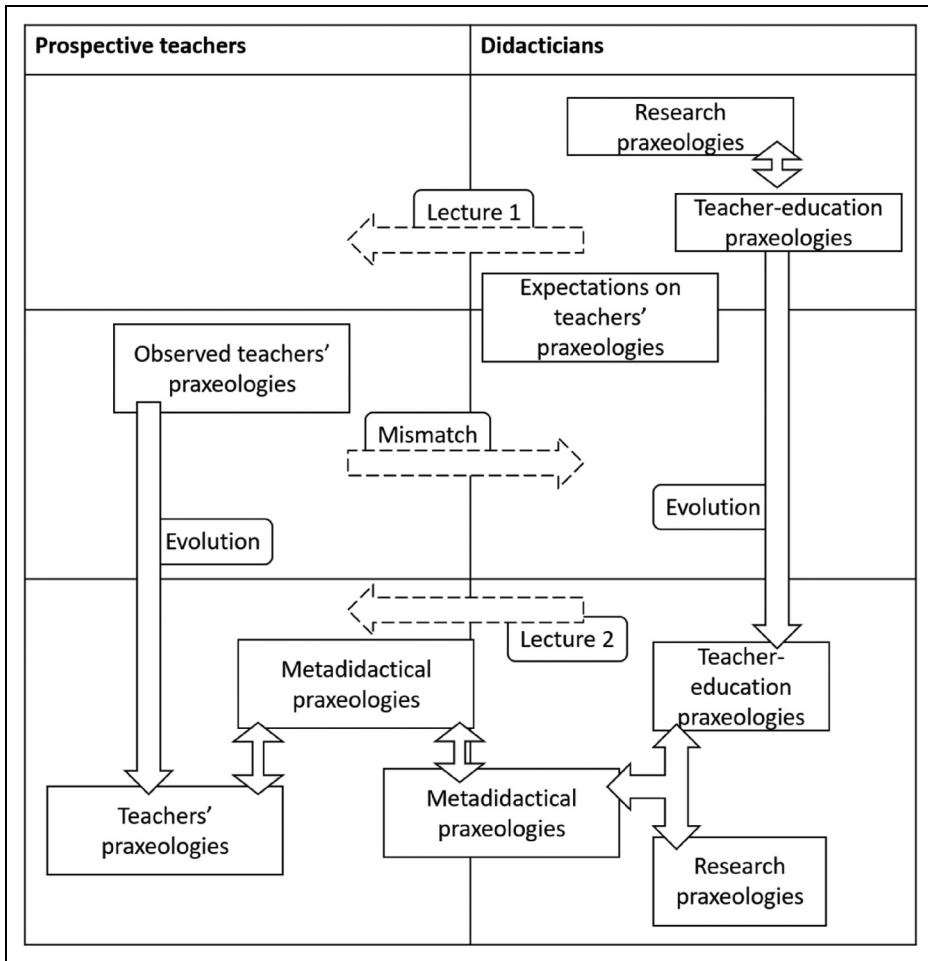 Prospective teachers
Didacticians
Research
praxeologies
Lecture 1
Teacher-education
praxeologies
Expectations on
teachers’
praxeologies
Observed teachers’
praxeologies
Mismatch
Evolution
Evolution
Lecture 2
Metadidactical
praxeologies
Teacher-
education
praxeologies
Teachers’
praxeologies
Metadidactical
praxeologies
Research
praxeologies